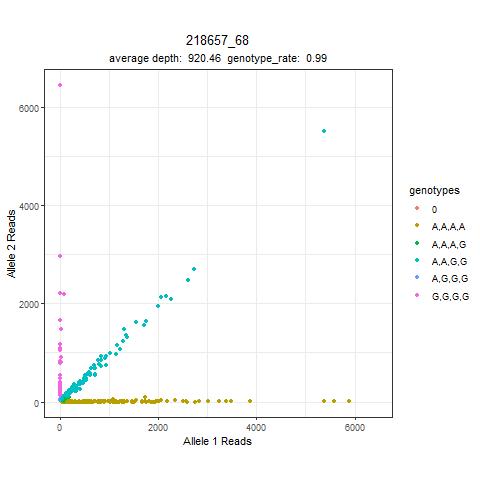 218657_68
average depth: 920.46 genotype_rate: 0.99
6000
4000
2000
0
Allele 2 Reads
0
2000
4000
6000
Allele 1 Reads
genotypes
0
A,A,A,A
A,A,A,G
A,A,G,G
A,G,G,G
G,G,G,G